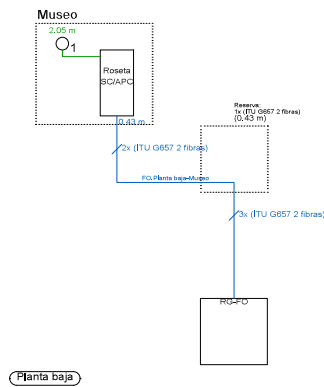 Museo
2.05 m
1
Roseta
SC/APC
0.43 m
Reserva:
1x (ITU G657 2 fibras)
(0.43 m)
2x (ITU G657 2 fibras)
FO.Planta baja-Museo
3x (ITU G657 2 fibras)
RG-FO
Planta baja